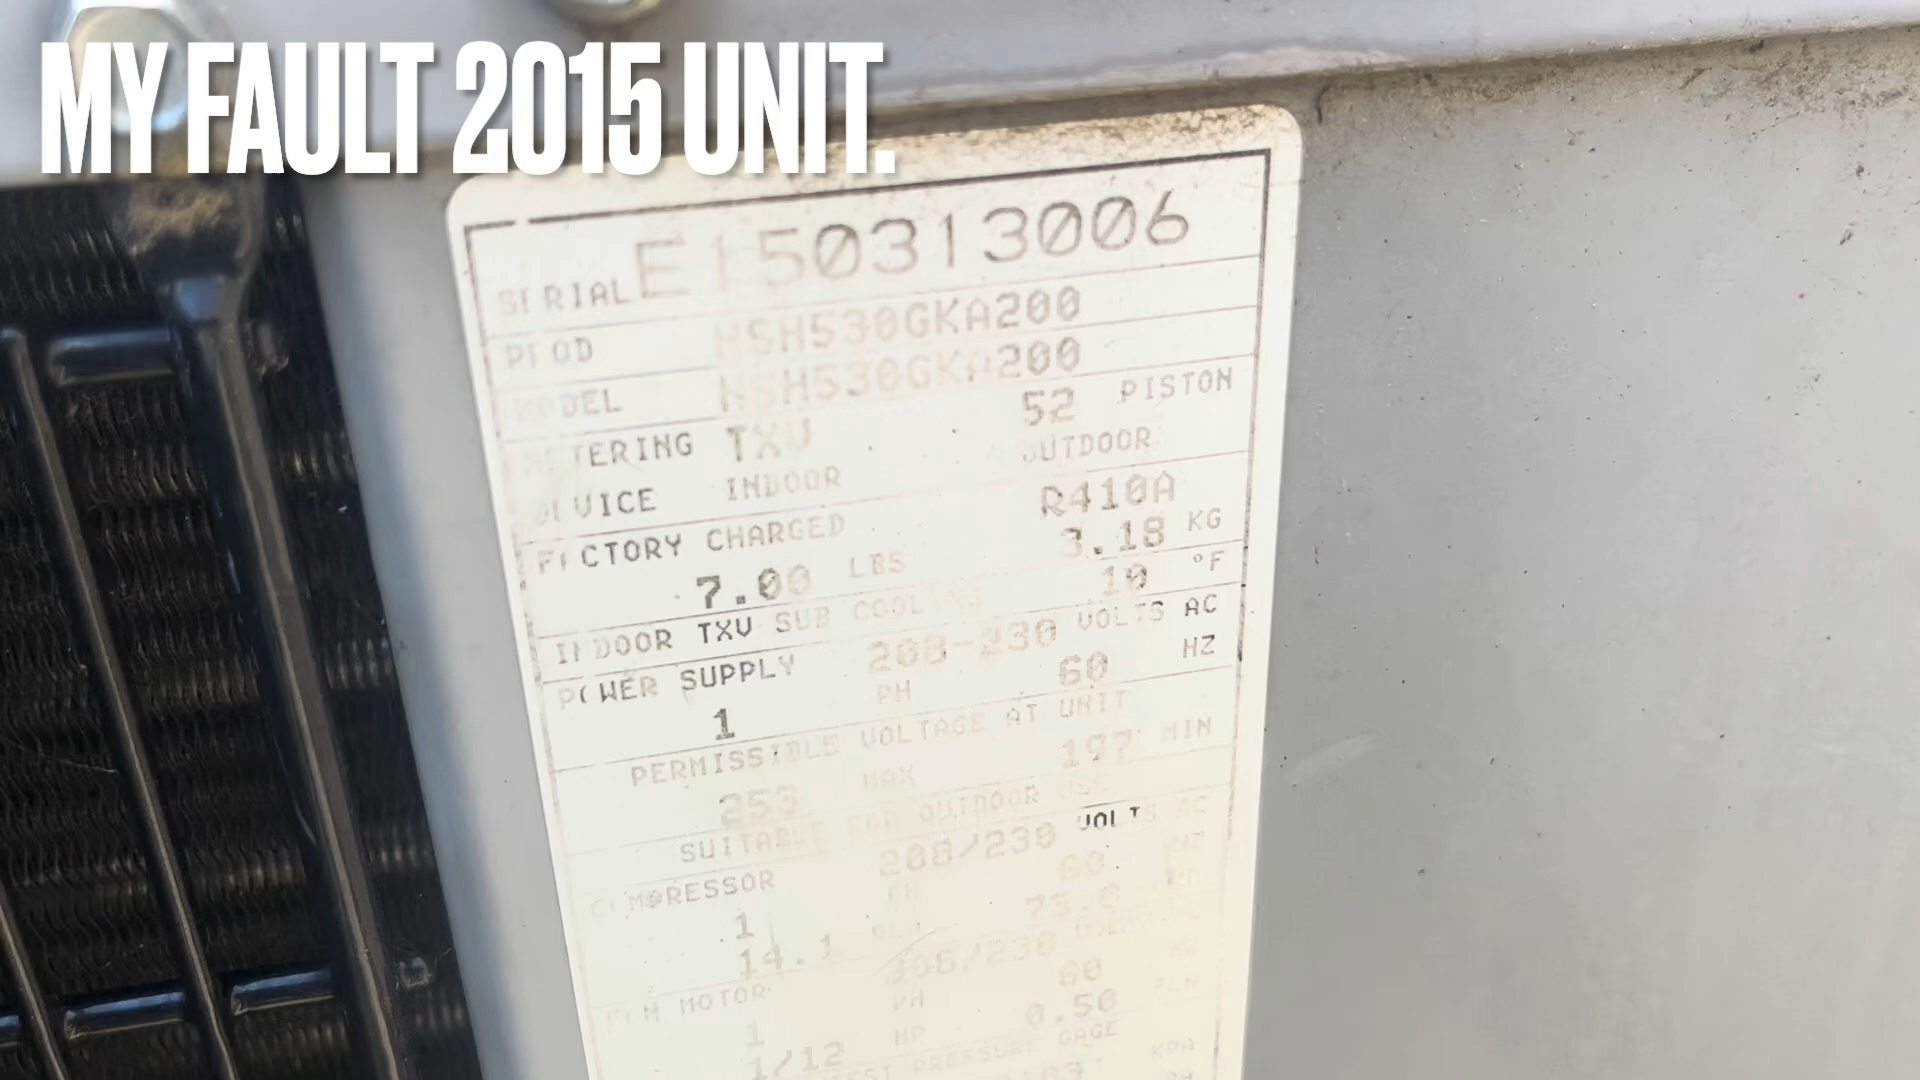 MY FAULT 2015 UNIT.
SERIAL E150313006
PROD HSH530GKA200
MODEL HSH530GKA200
METERING TXV 52 PISTON
DEVICE INDOOR OUTDOOR
FACTORY CHARGED R410A
7.00 LBS 3.18 KG
INDOOR TXV SUB COOLING 10 °F
POWER SUPPLY 208-230 VOLTS AC
1 PH 60 HZ
PERMISSIBLE VOLTAGE AT UNIT
253 MAX 197 MIN
SUITABLE FOR OUTDOOR USE
COMPRESSOR 208/230 VOLTS AC
1 PH 60 HZ
14.1
FAN MOTOR 208/230
1 PH 60 HZ
1/12 HP 0.50
TEST PRESSURE GAGE
KPA